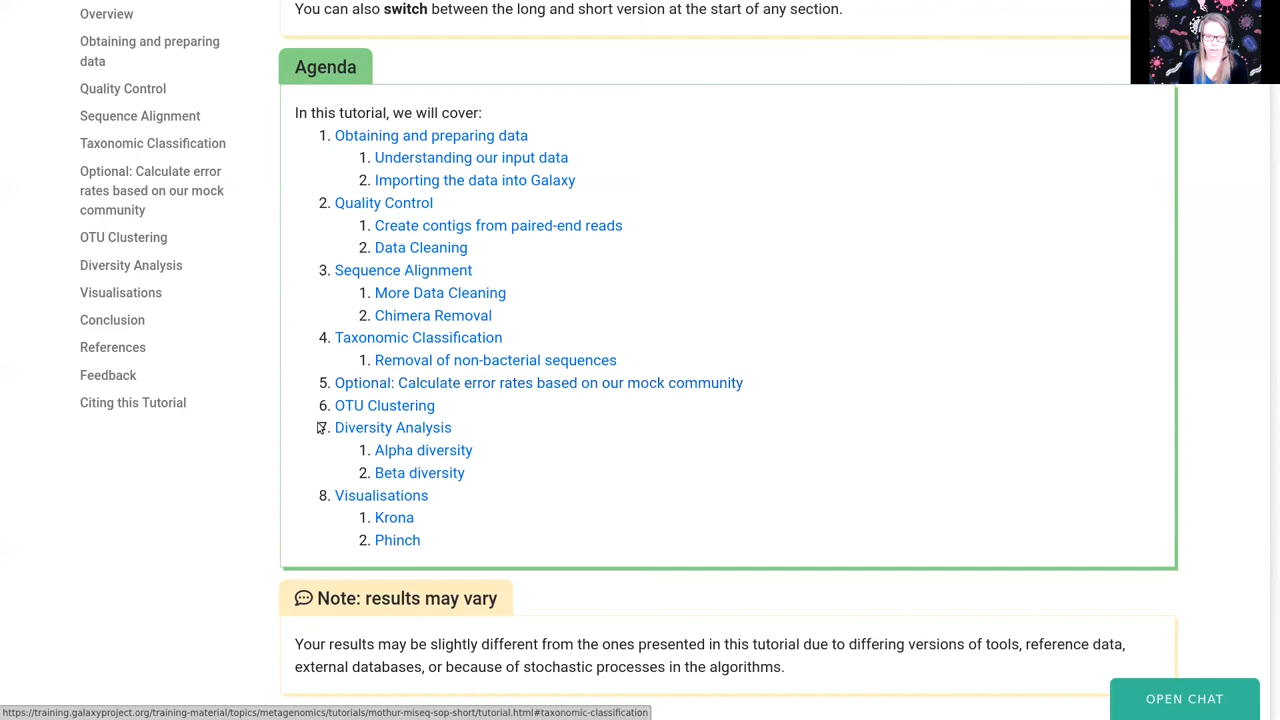 Overview
Obtaining and preparing
data
Quality Control
Sequence Alignment
Taxonomic Classification
Optional: Calculate error
rates based on our mock
community
OTU Clustering
Diversity Analysis
Visualisations
Conclusion
References
Feedback
Citing this Tutorial
You can also switch between the long and short version at the start of any section.
Agenda
In this tutorial, we will cover:
1. Obtaining and preparing data
1. Understanding our input data
2. Importing the data into Galaxy
2. Quality Control
1. Create contigs from paired-end reads
2. Data Cleaning
3. Sequence Alignment
1. More Data Cleaning
2. Chimera Removal
4. Taxonomic Classification
1. Removal of non-bacterial sequences
5. Optional: Calculate error rates based on our mock community
6. OTU Clustering
7. Diversity Analysis
1. Alpha diversity
2. Beta diversity
8. Visualisations
1. Krona
2. Phinch
Note: results may vary
Your results may be slightly different from the ones presented in this tutorial due to differing versions of tools, reference data,
external databases, or because of stochastic processes in the algorithms.
OPEN CHAT
https://training.galaxyproject.org/training-material/topics/metagenomics/tutorials/mothur-miseq-sop-short/tutorial.html#taxonomic-classification